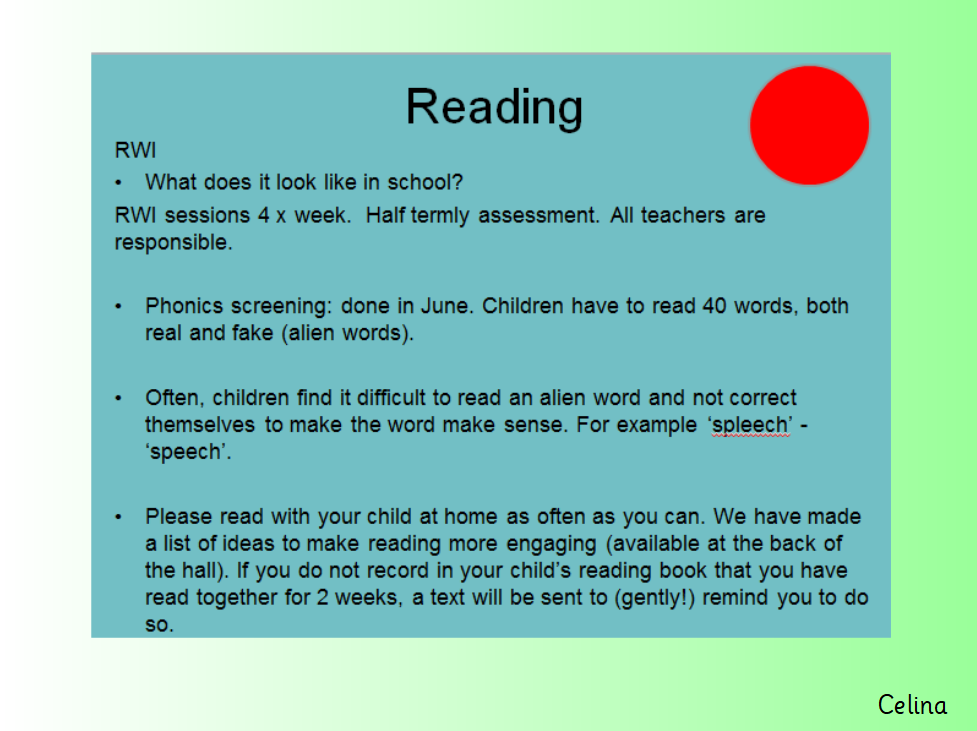 Reading
RWI
• What does it look like in school?
RWI sessions 4 x week. Half termly assessment. All teachers are
responsible.
• Phonics screening: done in June. Children have to read 40 words, both
real and fake (alien words).
• Often, children find it difficult to read an alien word and not correct
themselves to make the word make sense. For example ‘spleech’ -
‘speech’.
• Please read with your child at home as often as you can. We have made
a list of ideas to make reading more engaging (available at the back of
the hall). If you do not record in your child’s reading book that you have
read together for 2 weeks, a text will be sent to (gently!) remind you to do
so.
Celina